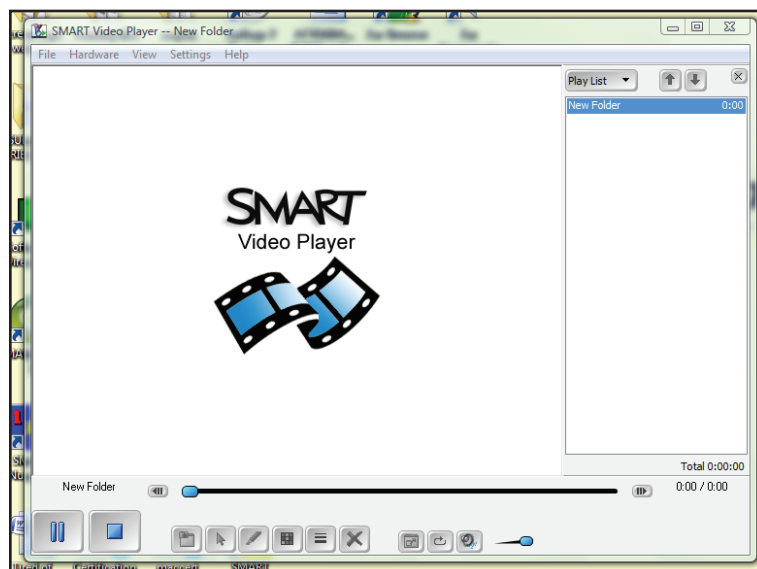 SMART Video Player -- New Folder
File Hardware View Settings Help
Play List
New Folder 0:00
SMART
Video Player
Total 0:00:00
New Folder
0:00 / 0:00
SMART